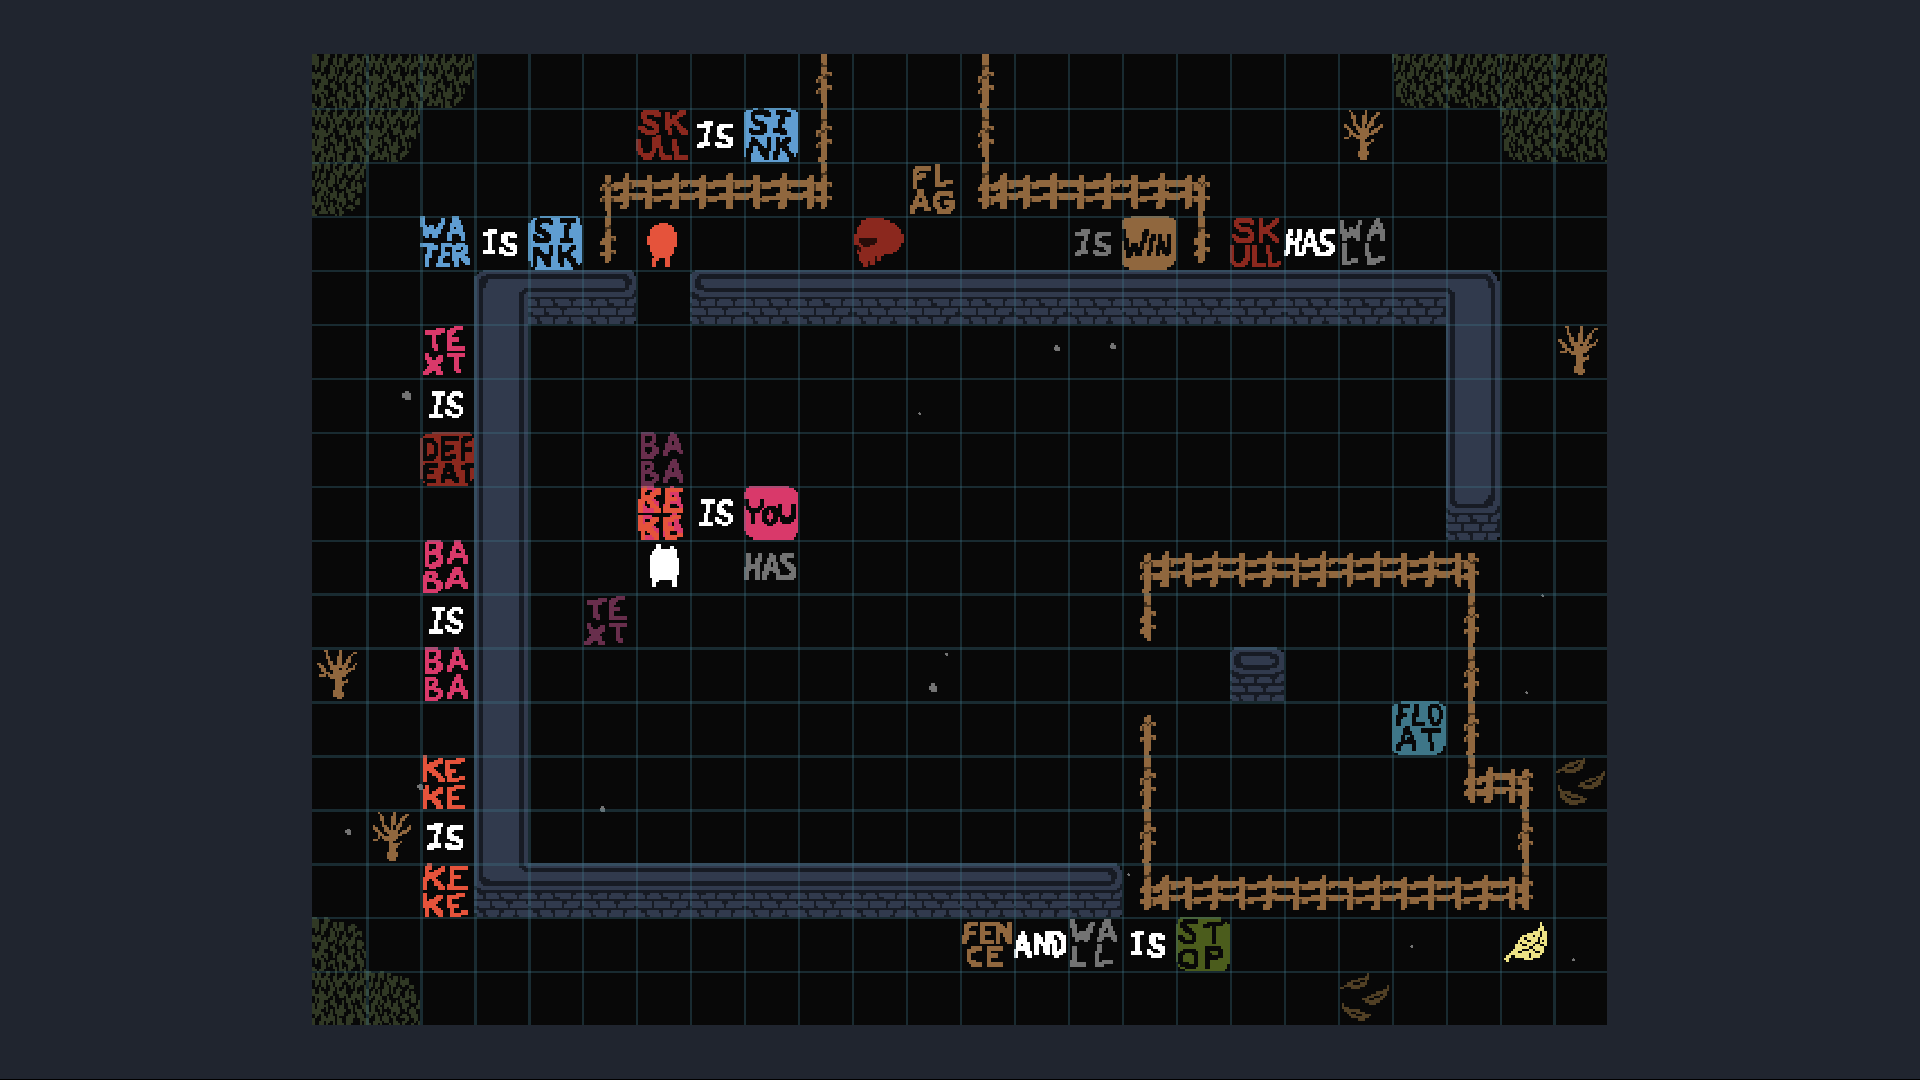 SKULL IS SINK
FLAG
WATER IS SINK
IS WIN
SKULL HAS WALL
TEXT
IS
DEFEAT
BABA
KEKE IS YOU
BABA
IS
BABA
HAS
TEXT
FLOAT
KEKE
IS
KEKE
FENCE AND WALL IS STOP